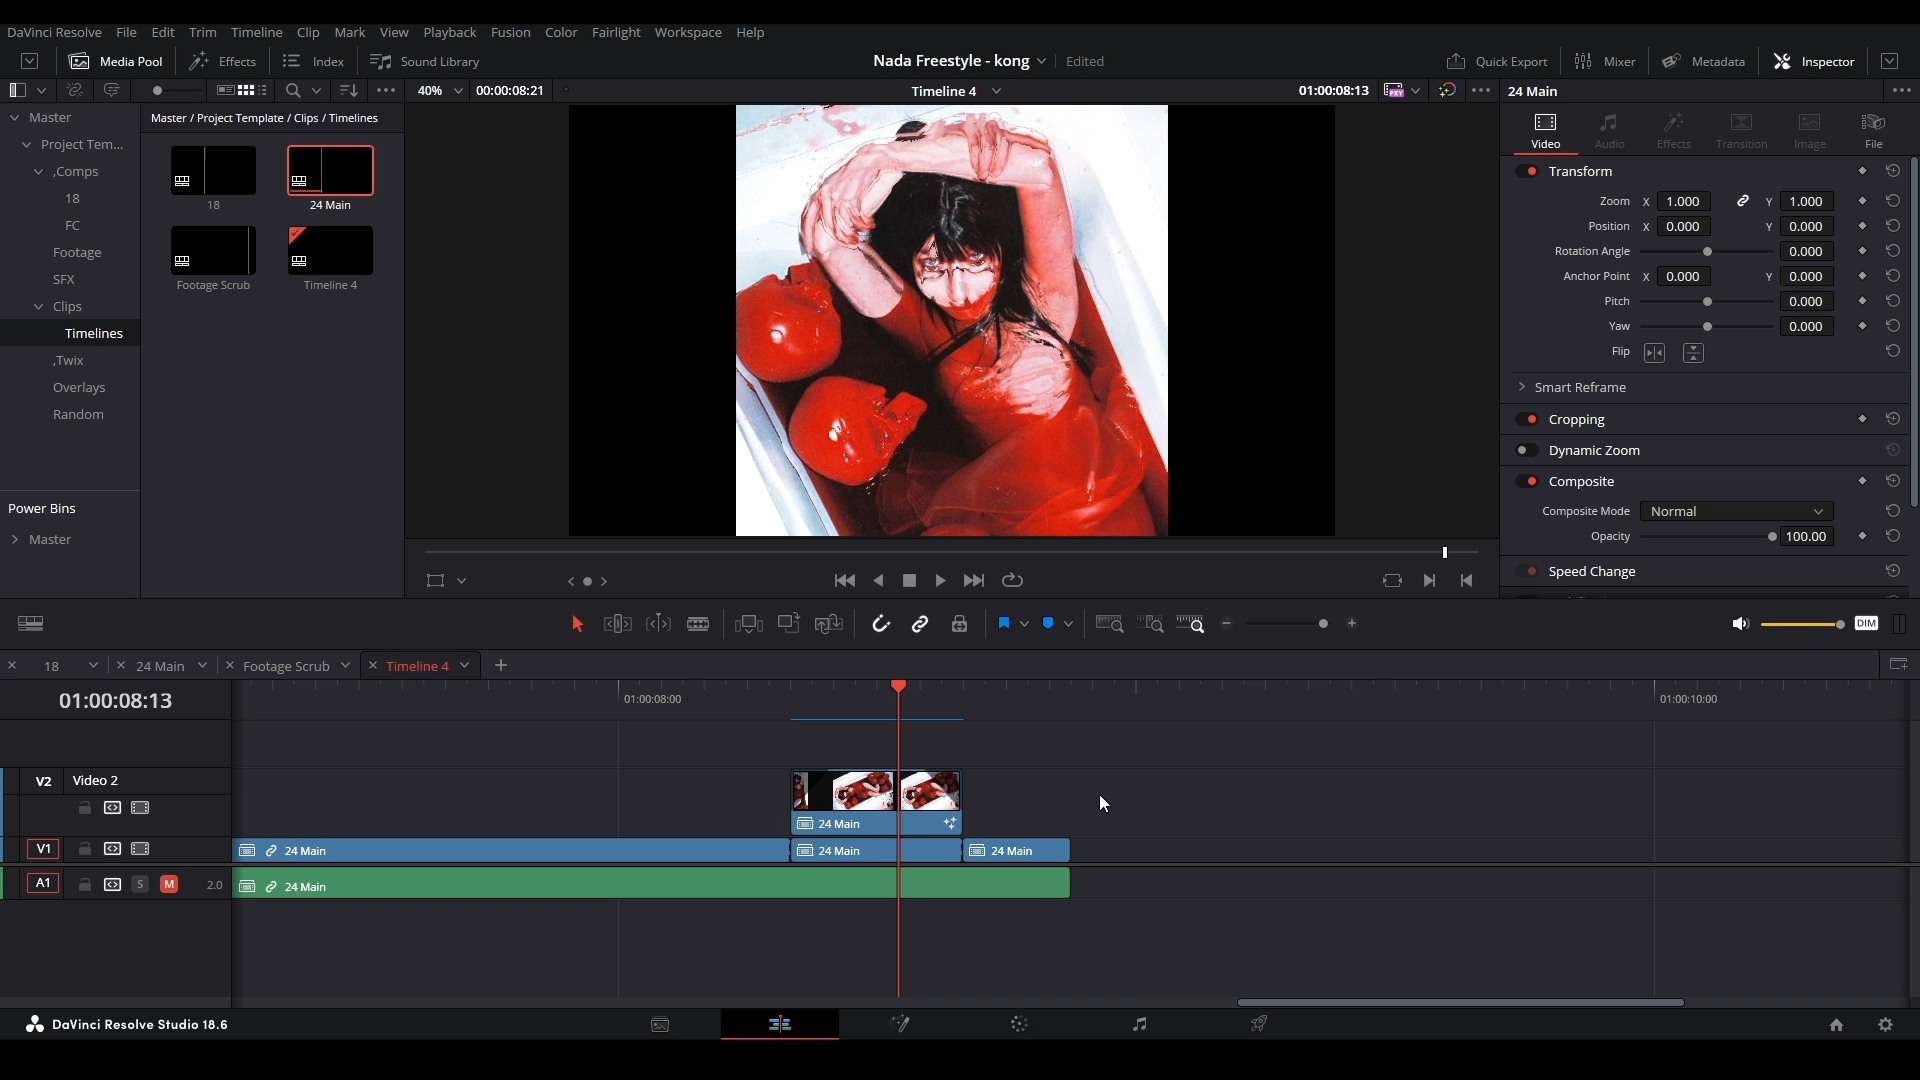 DaVinci Resolve File Edit Trim Timeline Clip Mark View Playback Fusion Color Fairlight Workspace Help
Media Pool Effects Index Sound Library Nada Freestyle - kong Edited Quick Export Mixer Metadata Inspector
40% 00:00:08:21 Timeline 4 01:00:08:13 PXY 24 Main
Master
Master / Project Template / Clips / Timelines
Project Tem...
,Comps
18
FC
Footage
SFX
Clips
Timelines
,Twix
Overlays
Random
Power Bins
Master
18
24 Main
Footage Scrub
Timeline 4
Video Audio Effects Transition Image File
Transform
Zoom X 1.000 Y 1.000
Position X 0.000 Y 0.000
Rotation Angle 0.000
Anchor Point X 0.000 Y 0.000
Pitch 0.000
Yaw 0.000
Flip
Smart Reframe
Cropping
Dynamic Zoom
Composite
Composite Mode Normal
Opacity 100.00
Speed Change
DIM
18 24 Main Footage Scrub Timeline 4
01:00:08:13 01:00:08:00 01:00:10:00
V2 Video 2
24 Main
V1 24 Main 24 Main 24 Main
A1 S M 2.0 24 Main
DaVinci Resolve Studio 18.6